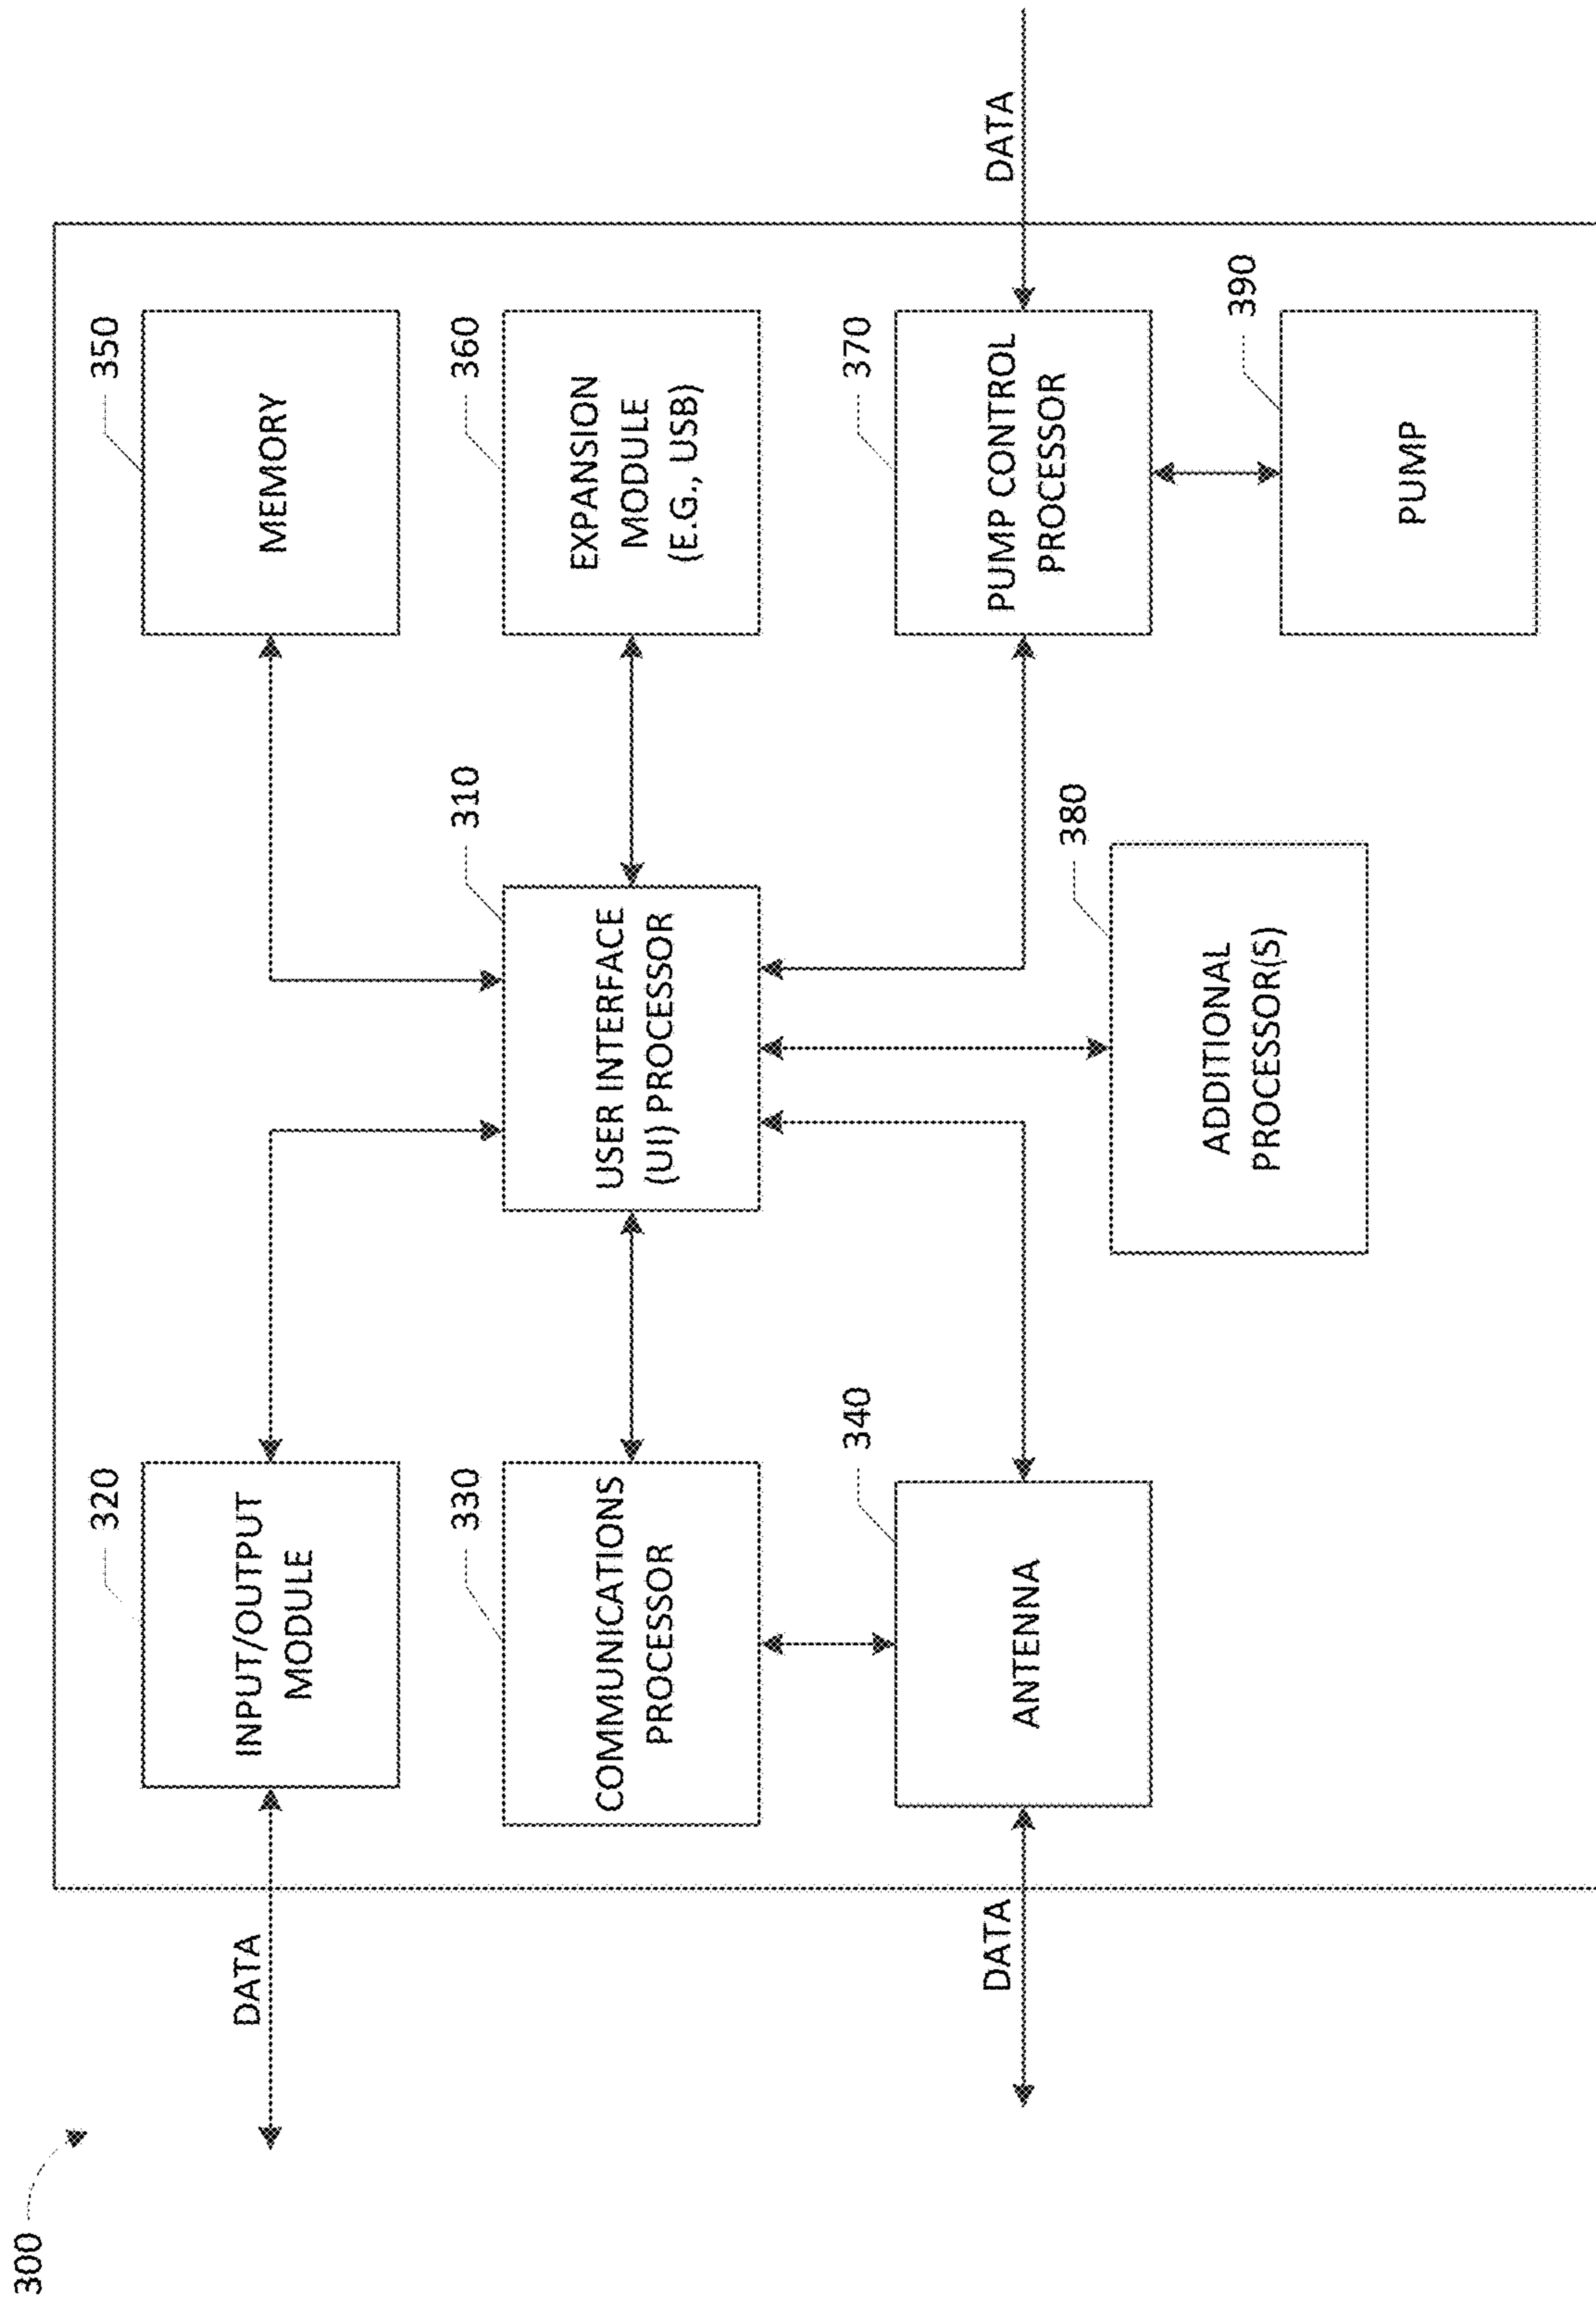 300
DATA
INPUT/OUTPUT
MODULE
320
MEMORY
350
COMMUNICATIONS
PROCESSOR
330
USER INTERFACE
(UI) PROCESSOR
310
EXPANSION
MODULE
(E.G., USB)
360
DATA
ANTENNA
340
PUMP CONTROL
PROCESSOR
370
DATA
ADDITIONAL
PROCESSOR(S)
380
PUMP
390